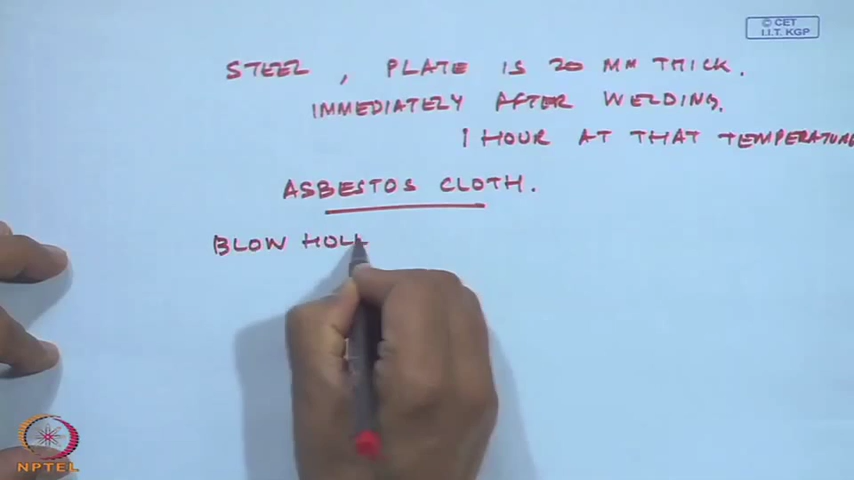 © CET
I.I.T. KGP
STEEL , PLATE IS 20 MM THICK.
IMMEDIATELY AFTER WELDING.
1 HOUR AT THAT TEMPERATURE
ASBESTOS CLOTH.
BLOW HOL
NPTEL